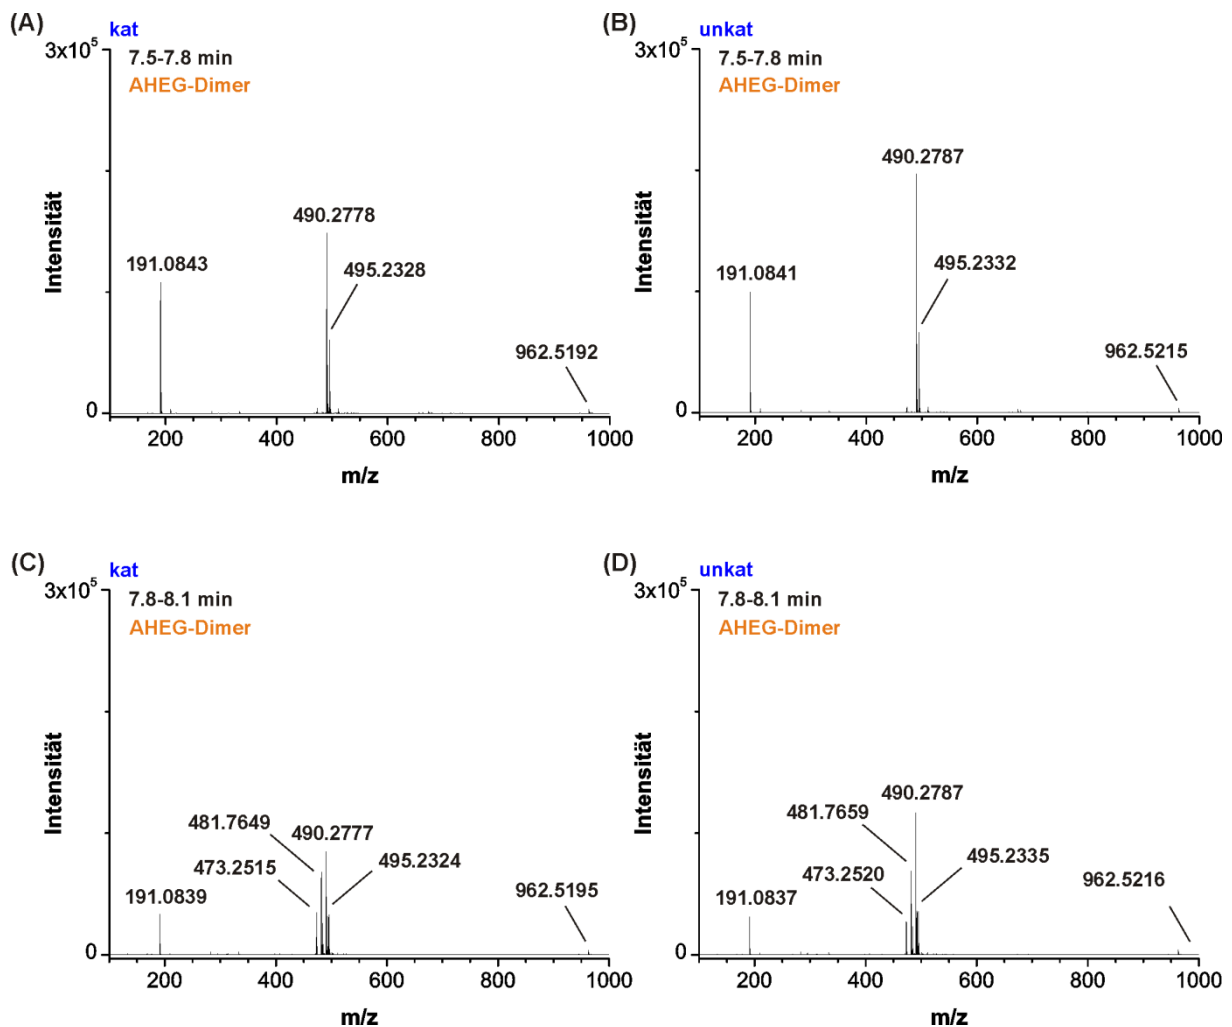 (A)
kat
3x10⁵
7.5-7.8 min
AHEG-Dimer
490.2778
191.0843
495.2328
962.5192
Intensität
0
200 400 600 800 1000
m/z
(B)
unkat
3x10⁵
7.5-7.8 min
AHEG-Dimer
490.2787
191.0841
495.2332
962.5215
Intensität
0
200 400 600 800 1000
m/z
(C)
kat
3x10⁵
7.8-8.1 min
AHEG-Dimer
481.7649
490.2777
473.2515
495.2324
191.0839
962.5195
Intensität
0
200 400 600 800 1000
m/z
(D)
unkat
3x10⁵
7.8-8.1 min
AHEG-Dimer
490.2787
481.7659
495.2335
473.2520
962.5216
191.0837
Intensität
0
200 400 600 800 1000
m/z